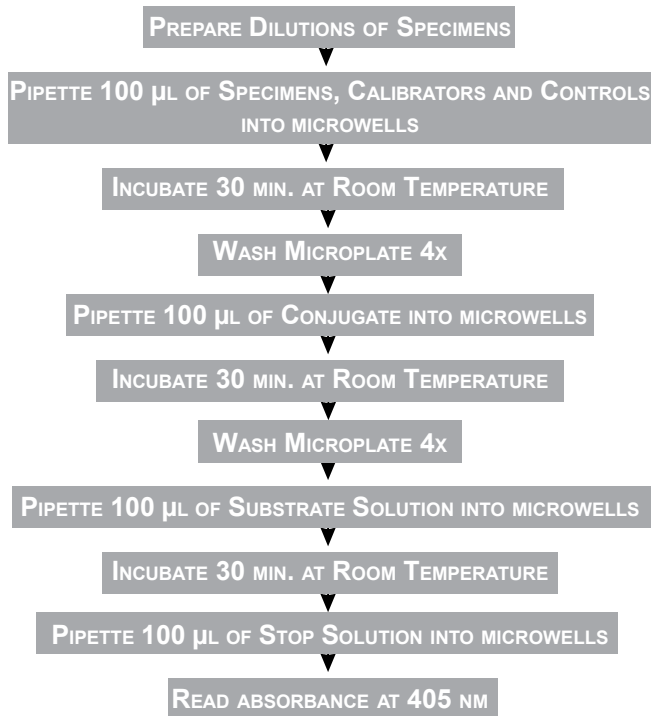 Prepare Dilutions of Specimens
Pipette 100 µl of Specimens, Calibrators and Controls
into microwells
Incubate 30 min. at Room Temperature
Wash Microplate 4x
Pipette 100 µl of Conjugate into microwells
Incubate 30 min. at Room Temperature
Wash Microplate 4x
Pipette 100 µl of Substrate Solution into microwells
Incubate 30 min. at Room Temperature
Pipette 100 µl of Stop Solution into microwells
Read absorbance at 405 nm